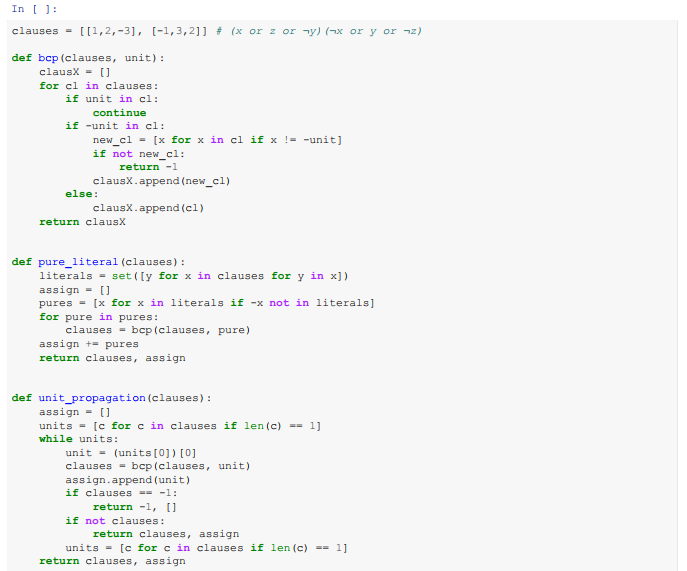 In [ ]:
clauses = [[1,2,-3], [-1,3,2]] # (x or z or ¬y)(¬x or y or ¬z)
def bcp(clauses, unit):
    clausX = []
    for cl in clauses:
        if unit in cl:
            continue
        if -unit in cl:
            new_cl = [x for x in cl if x != -unit]
            if not new_cl:
                return -1
            clausX.append(new_cl)
        else:
            clausX.append(cl)
    return clausX
def pure_literal(clauses):
    literals = set([y for x in clauses for y in x])
    assign = []
    pures = [x for x in literals if -x not in literals]
    for pure in pures:
        clauses = bcp(clauses, pure)
    assign += pures
    return clauses, assign
def unit_propagation(clauses):
    assign = []
    units = [c for c in clauses if len(c) == 1]
    while units:
        unit = (units[0])[0]
        clauses = bcp(clauses, unit)
        assign.append(unit)
        if clauses == -1:
            return -1, []
        if not clauses:
            return clauses, assign
        units = [c for c in clauses if len(c) == 1]
    return clauses, assign